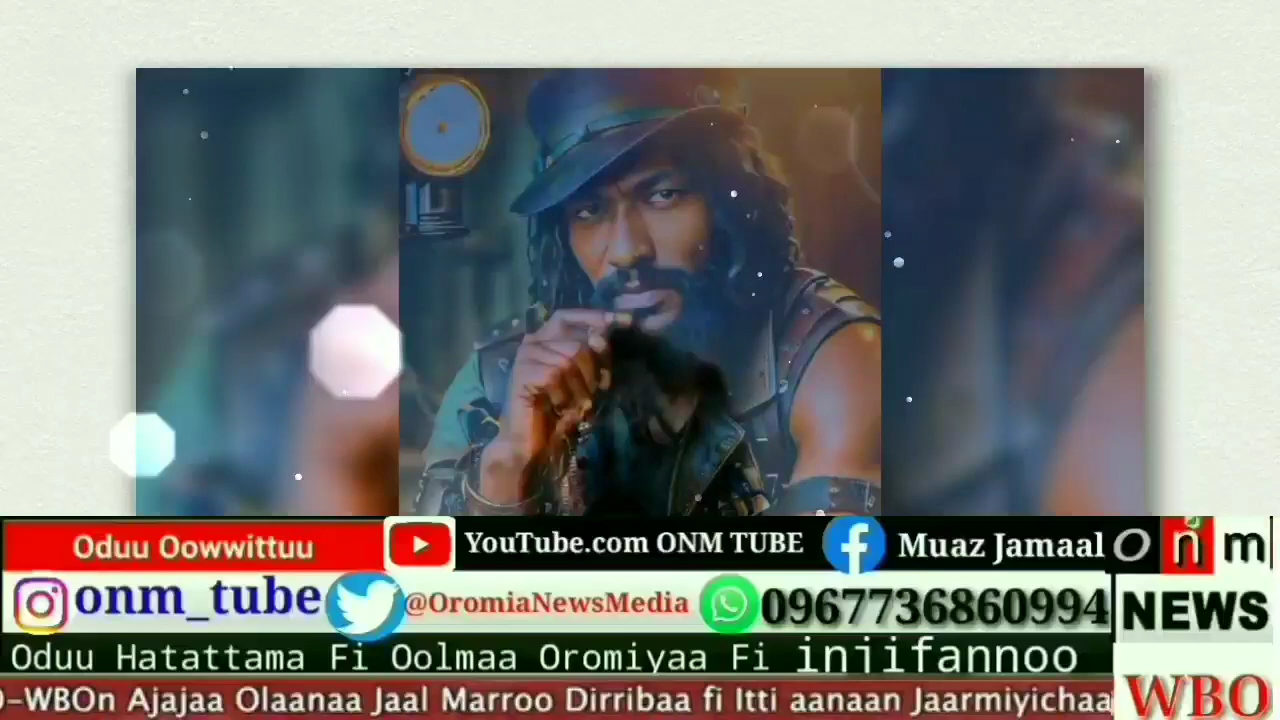 Oduu Oowwittuu
YouTube.com ONM TUBE
Muaz Jamaal
O n m
onm_tube
@OromiaNewsMedia
0967736860994
NEWS
Oduu Hatattama Fi Oolmaa Oromiyaa Fi injifannoo
O-WBOn Ajajaa Olaanaa Jaal Marroo Dirribaa fi Itti aanaan Jaarmiyichaa
WBO